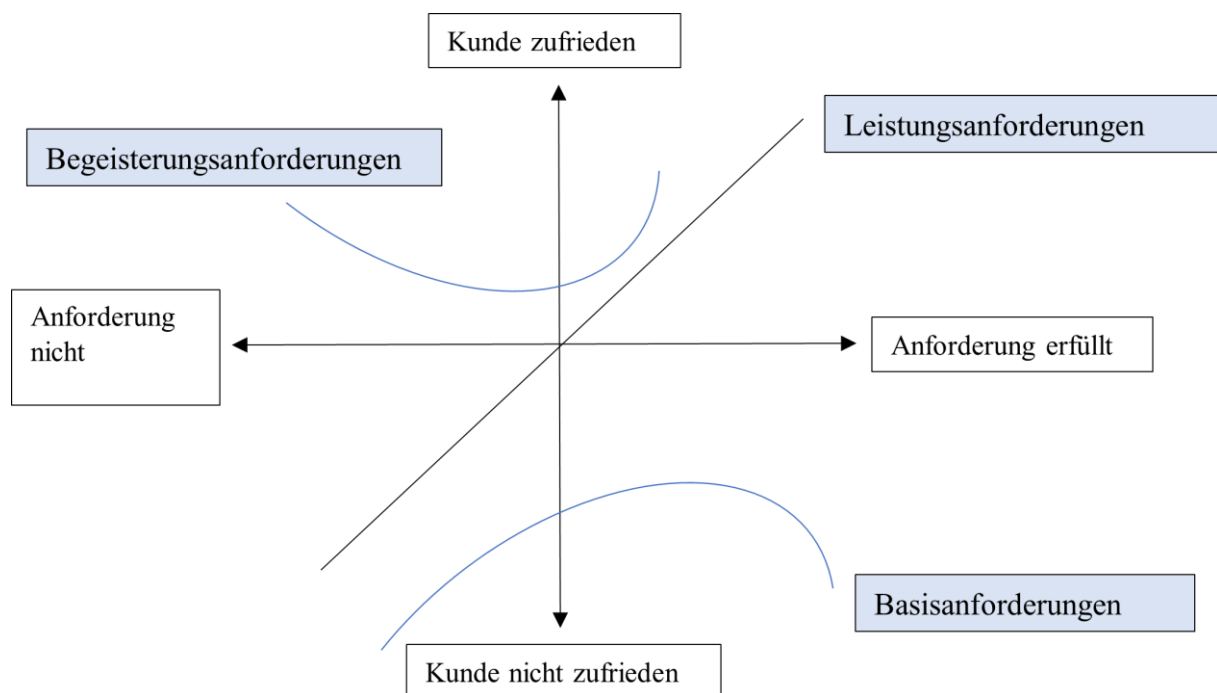 Kunde zufrieden
Leistungsanforderungen
Begeisterungsanforderungen
Anforderung
nicht
Anforderung erfüllt
Basisanforderungen
Kunde nicht zufrieden